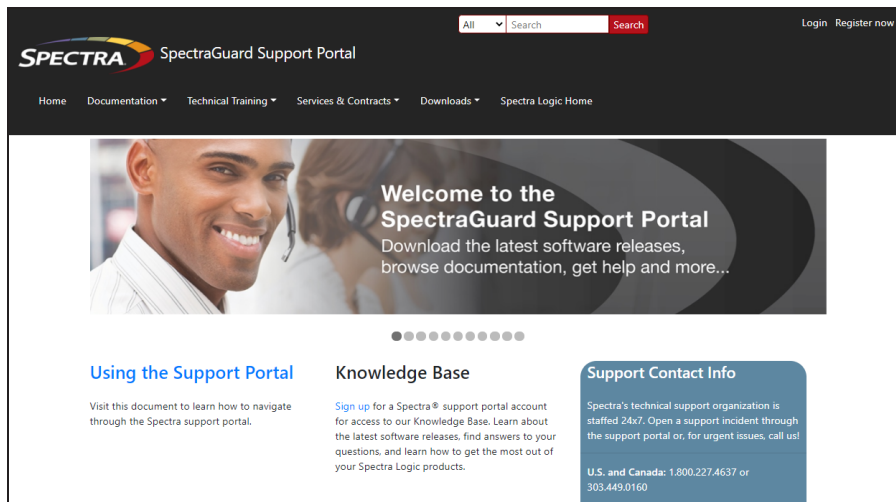 All
Search
Search
Login Register now
SPECTRA
SpectraGuard Support Portal
Home Documentation Technical Training Services & Contracts Downloads Spectra Logic Home
Welcome to the
SpectraGuard Support Portal
Download the latest software releases,
browse documentation, get help and more...
Using the Support Portal
Visit this document to learn how to navigate
through the Spectra support portal.
Knowledge Base
Sign up for a Spectra® support portal account
for access to our Knowledge Base. Learn about
the latest software releases, find answers to your
questions, and learn how to get the most out of
your Spectra Logic products.
Support Contact Info
Spectra's technical support organization is
staffed 24x7. Open a support incident through
the support portal or, for urgent issues, call us!
U.S. and Canada: 1.800.227.4637 or
303.449.0160